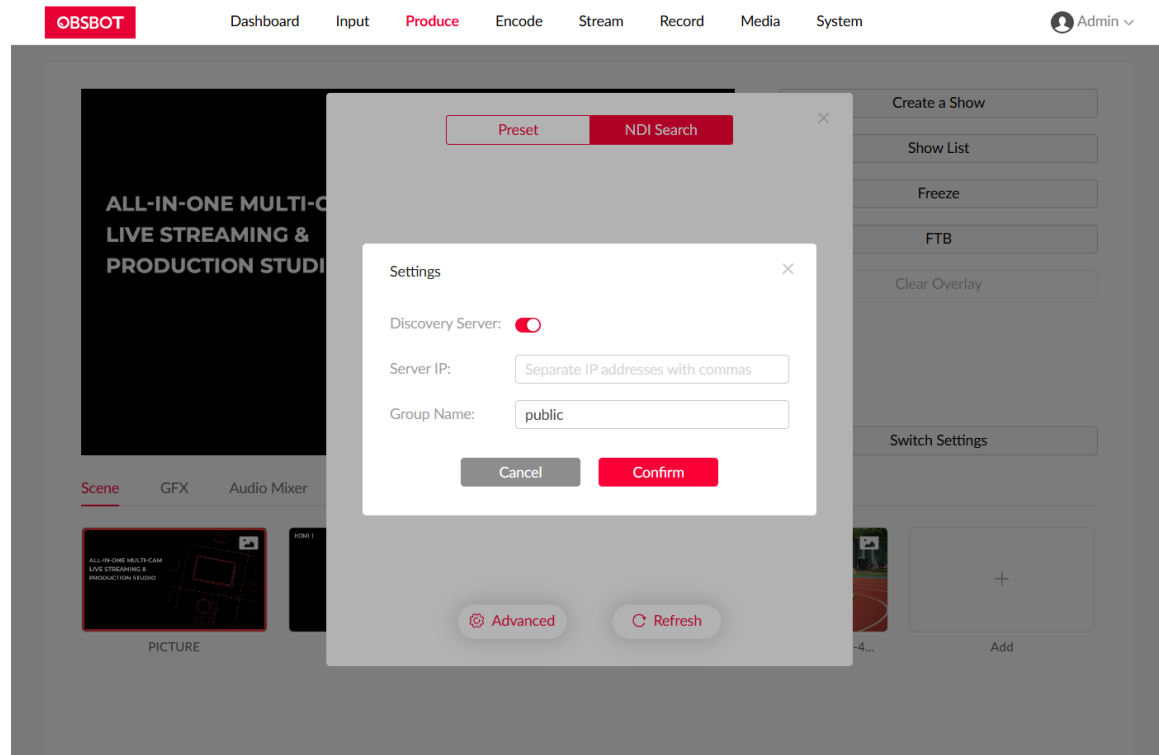 OBSBOT Dashboard Input Produce Encode Stream Record Media System Admin
Preset NDI Search
Create a Show
Show List
Freeze
FTB
Clear Overlay
Switch Settings
ALL-IN-ONE MULTI-C
LIVE STREAMING &
PRODUCTION STUDI
Settings
Discovery Server:
Server IP: Separate IP addresses with commas
Group Name: public
Cancel Confirm
Scene GFX Audio Mixer
ALL-IN-ONE MULTI-CAM
LIVE STREAMING &
PRODUCTION STUDIO
HDMI 1
Advanced Refresh
PICTURE
-4...
Add